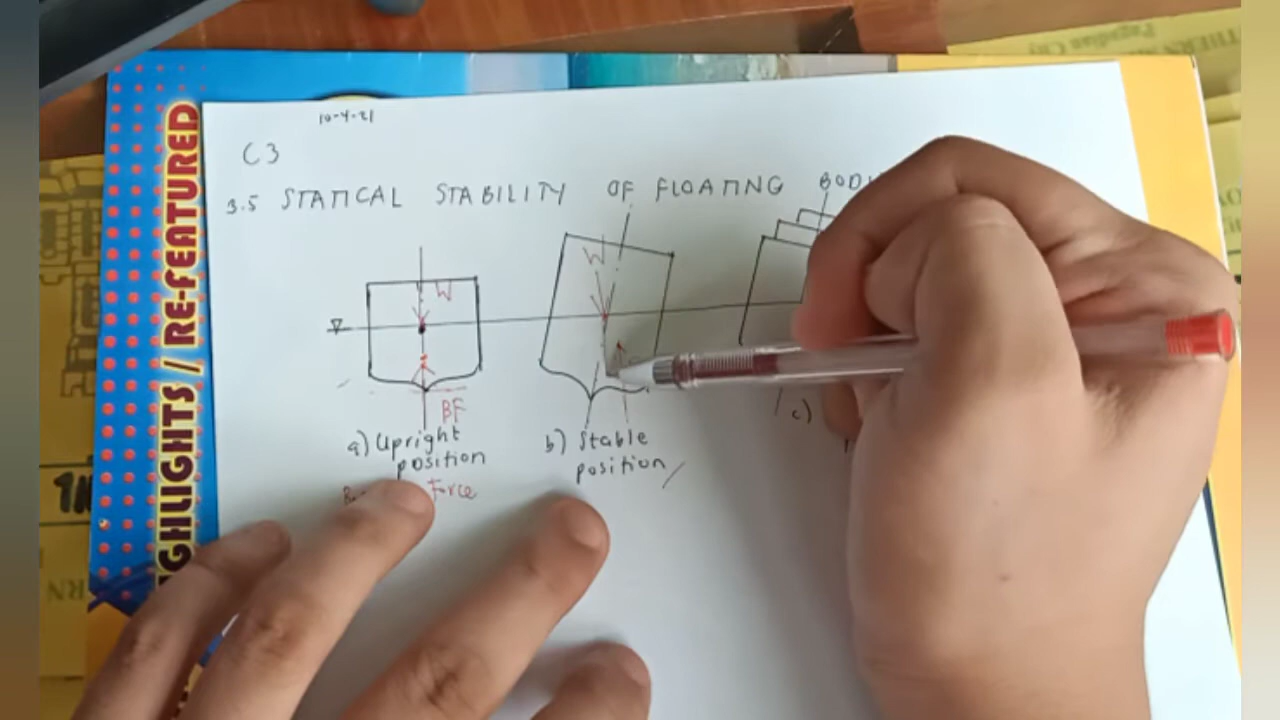 10-4-21
C3
3.5 STATICAL STABILITY OF FLOATING
W
W
BF
a) Upright
position
b) Stable
position
c)
Force
HIGHLIGHTS / RE-FEATURED